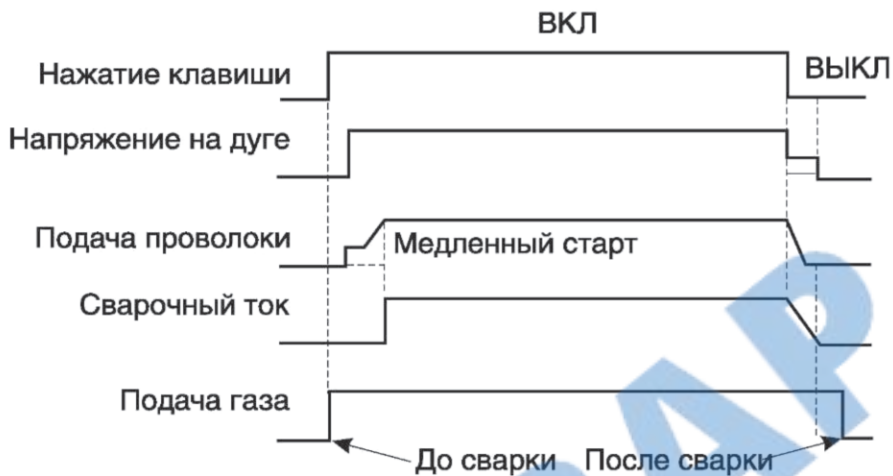 ВКЛ
Нажатие клавиши
ВЫКЛ
Напряжение на дуге
Подача проволоки
Медленный старт
Сварочный ток
Подача газа
До сварки
После сварки